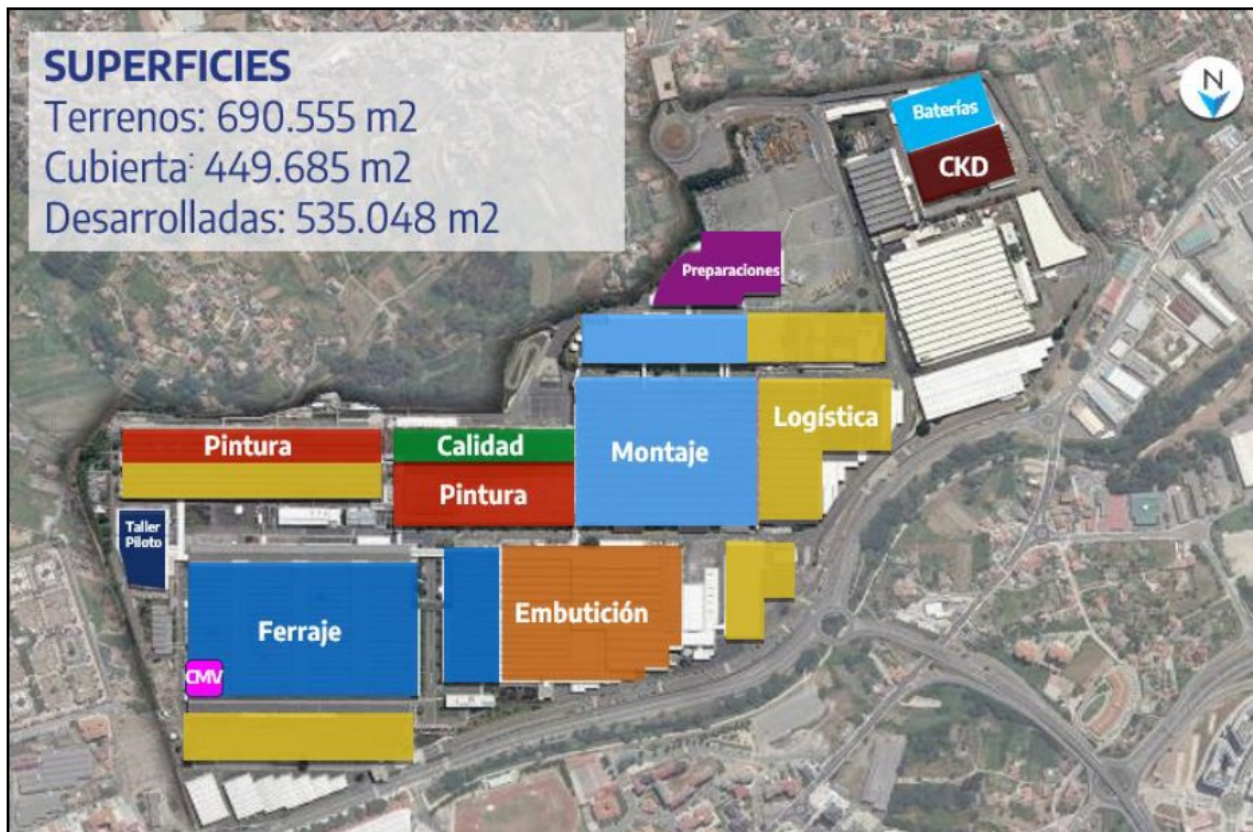 SUPERFICIES
Terrenos: 690.555 m2
Cubierta: 449.685 m2
Desarrolladas: 535.048 m2
N
Baterías
CKD
Preparaciones
Logística
Montaje
Pintura
Calidad
Pintura
Taller
Piloto
Embutición
Ferraje
CMV